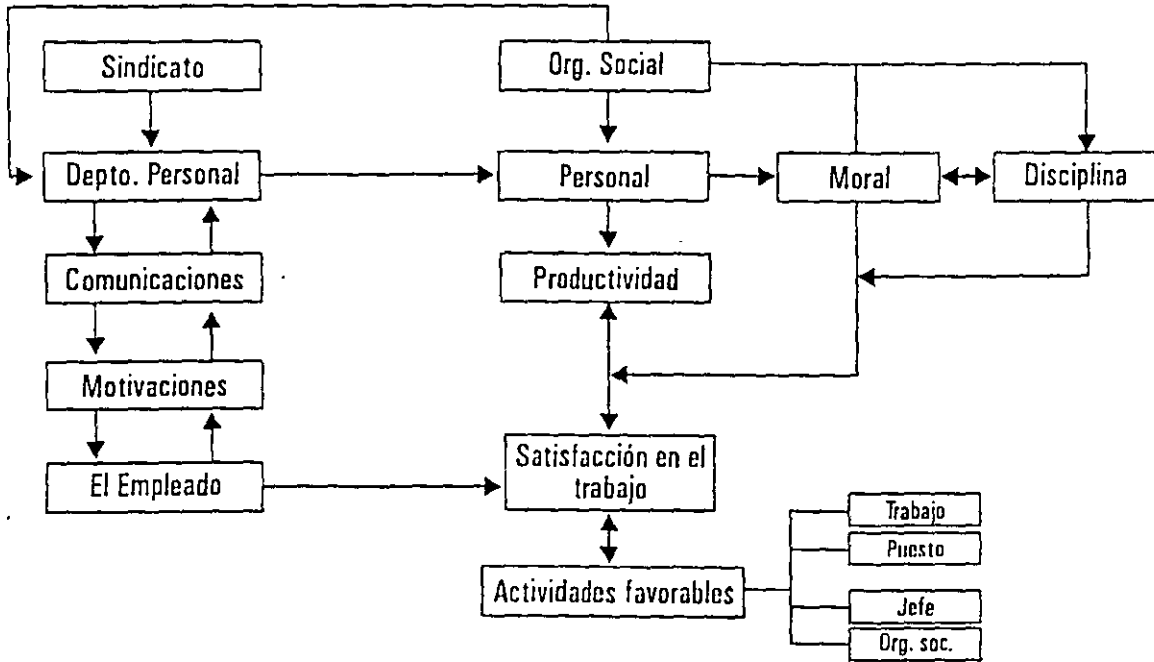 Sindicato
Org. Social
Depto. Personal
Personal
Moral
Disciplina
Comunicaciones
Productividad
Motivaciones
El Empleado
Satisfacción en el
trabajo
Actividades favorables
Trabajo
Puesto
Jefe
Org. soc.